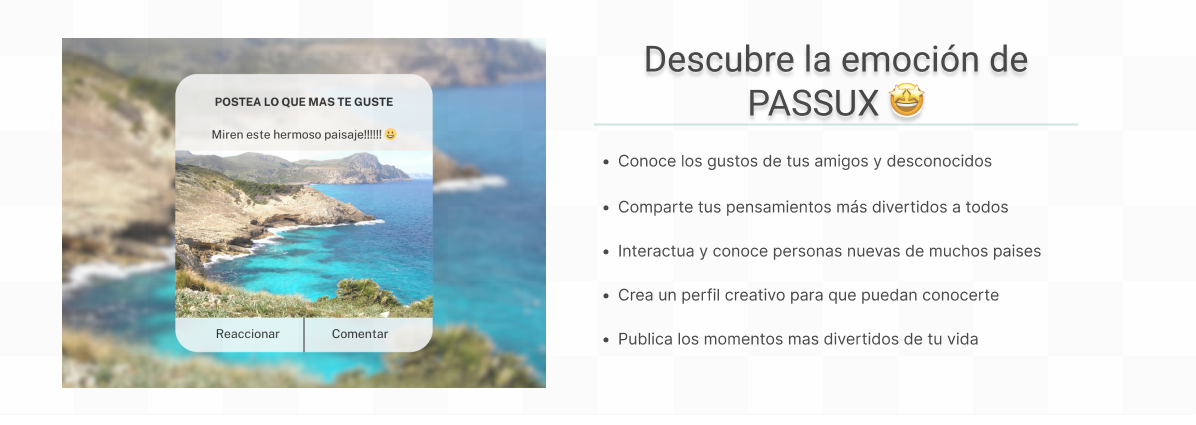 POSTEA LO QUE MAS TE GUSTE
Miren este hermoso paisaje!!!!!! 😃
Reaccionar
Comentar
Descubre la emoción de
PASSUX 🤩
• Conoce los gustos de tus amigos y desconocidos
• Comparte tus pensamientos más divertidos a todos
• Interactua y conoce personas nuevas de muchos paises
• Crea un perfil creativo para que puedan conocerte
• Publica los momentos mas divertidos de tu vida